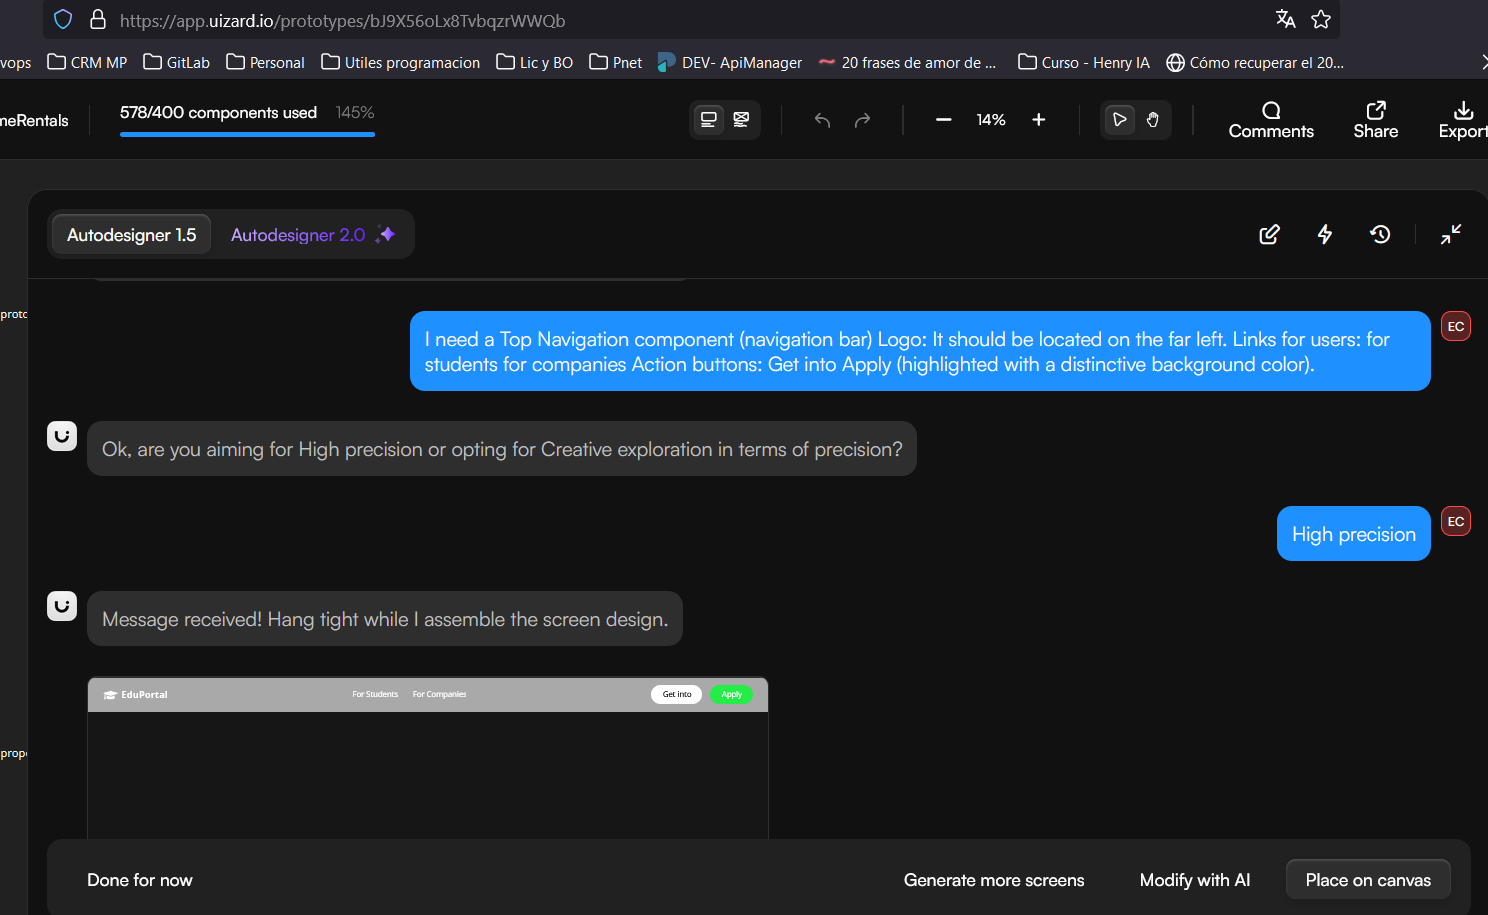 https://app.uizard.io/prototypes/bJ9X56oLx8TvbqzrWWQb
vops CRM MP GitLab Personal Utiles programacion Lic y BO Pnet DEV- ApiManager 20 frases de amor de ... Curso - Henry IA Cómo recuperar el 20...
neRentals
578/400 components used 145%
14%
Comments
Share
Export
Autodesigner 1.5 Autodesigner 2.0
proto
I need a Top Navigation component (navigation bar) Logo: It should be located on the far left. Links for users: for
students for companies Action buttons: Get into Apply (highlighted with a distinctive background color).
EC
Ok, are you aiming for High precision or opting for Creative exploration in terms of precision?
High precision
EC
Message received! Hang tight while I assemble the screen design.
EduPortal For Students For Companies Get into Apply
prope
Done for now Generate more screens Modify with AI Place on canvas